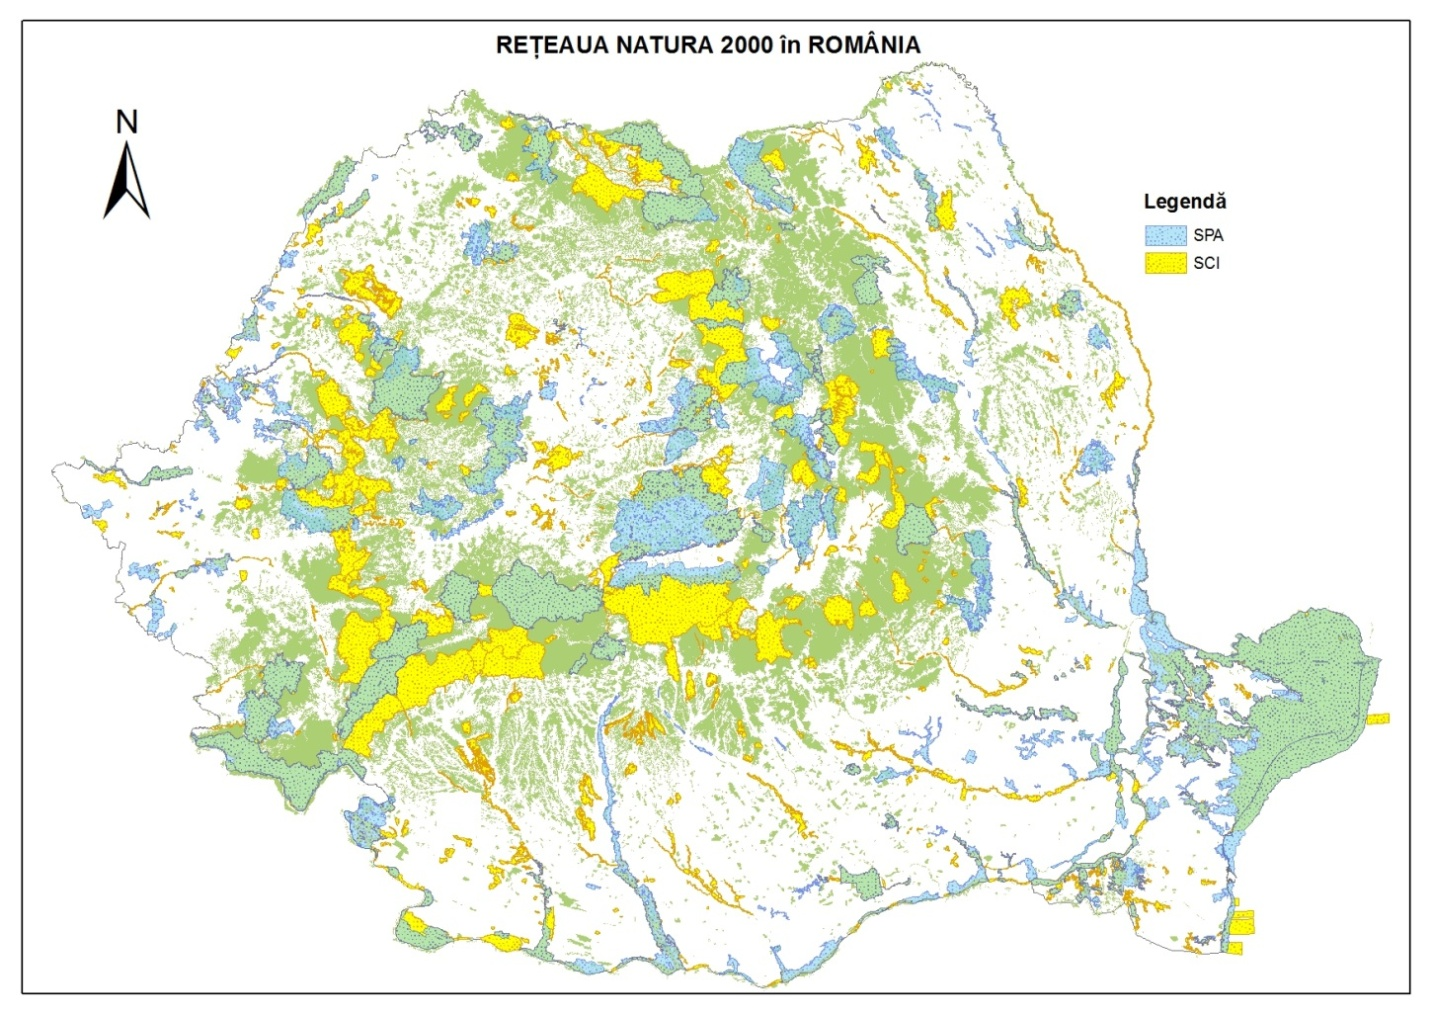 REȚEAUA NATURA 2000 în ROMÂNIA
N
Legendă
SPA
SCI